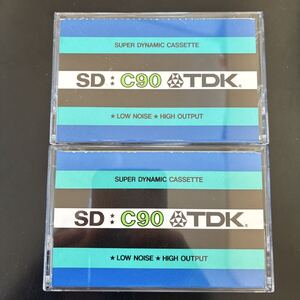 SUPER DYNAMIC CASSETTE
SD : C90 TDK®
★ LOW NOISE ★ HIGH OUTPUT
SUPER DYNAMIC CASSETTE
SD : C90 TDK®
★ LOW NOISE ★ HIGH OUTPUT